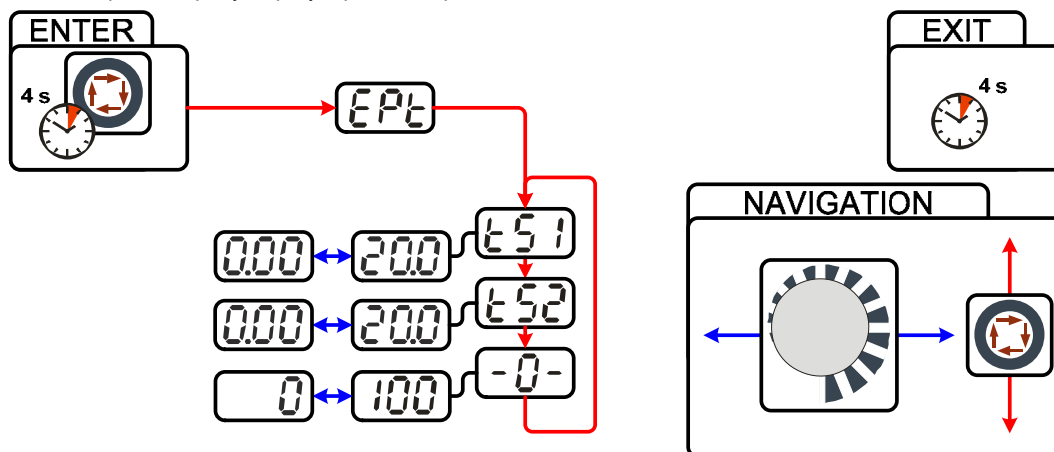 ENTER
4 s
EPt
tS1
0.00 20.0
tS2
0.00 20.0
-0-
0 100
EXIT
4 s
NAVIGATION